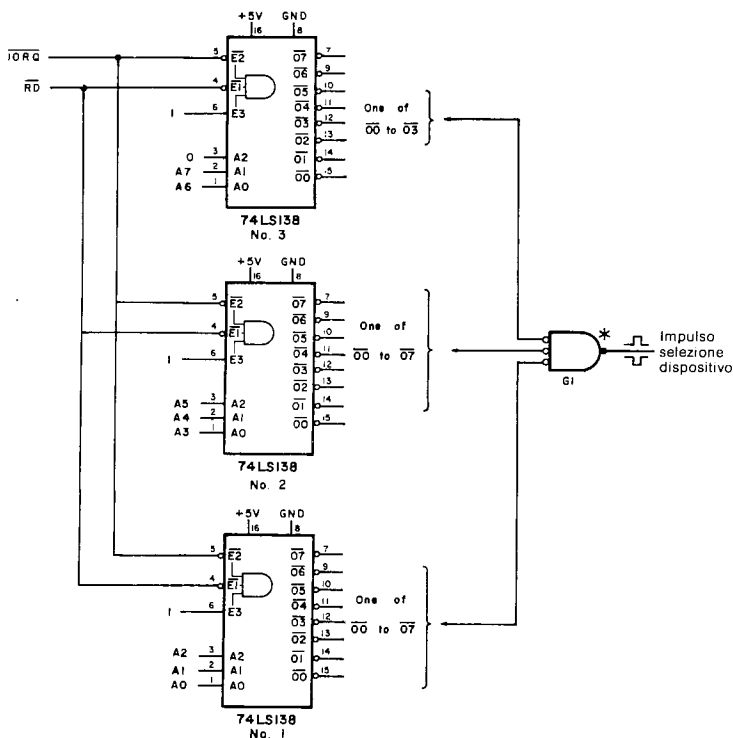 +5V GND
16 8
IORQ 5 E2 O7 7
O6 9
RD 4 E1 O5 10
O4 11
1 6 E3 O3 12
O2 13
0 3 A2 O1 14
A7 2 A1 O0 15
A6 1 A0
One of
O0 to O3
74LS138
No. 3
+5V GND
16 8
5 E2 O7 7
O6 9
4 E1 O5 10
O4 11
1 6 E3 O3 12
O2 13
A5 3 A2 O1 14
A4 2 A1 O0 15
A3 1 A0
One of
O0 to O7
74LS138
No. 2
*
G1
Impulso
selezione
dispositivo
+5V GND
16 8
5 E2 O7 7
O6 9
4 E1 O5 10
O4 11
1 6 E3 O3 12
O2 13
A2 3 A2 O1 14
A1 2 A1 O0 15
A0 1 A0
One of
O0 to O7
74LS138
No. 1